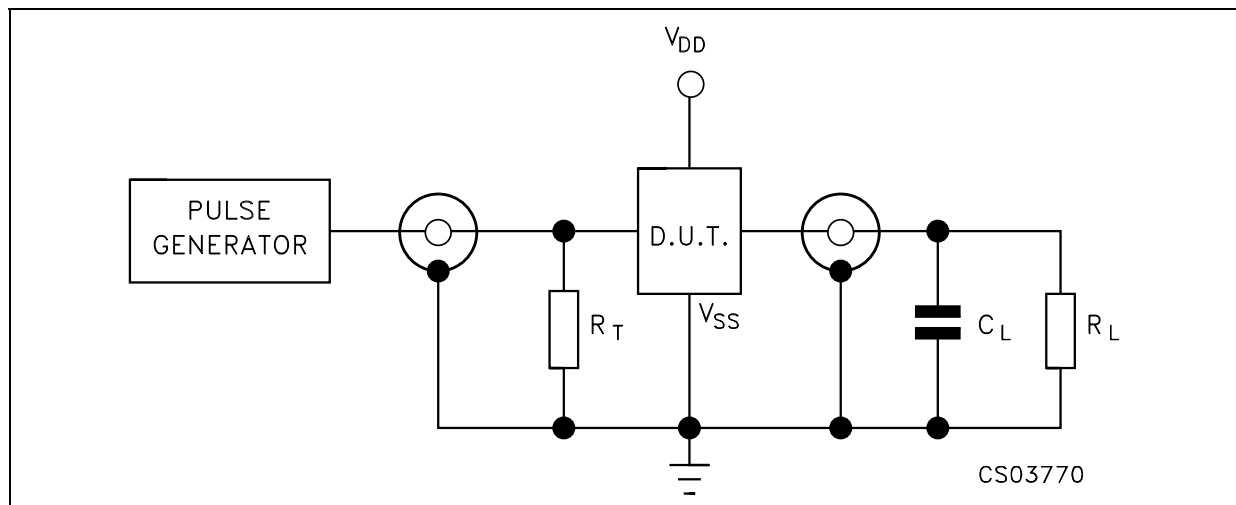 VDD
PULSE
GENERATOR
D.U.T.
VSS
RT
CL
RL
CS03770